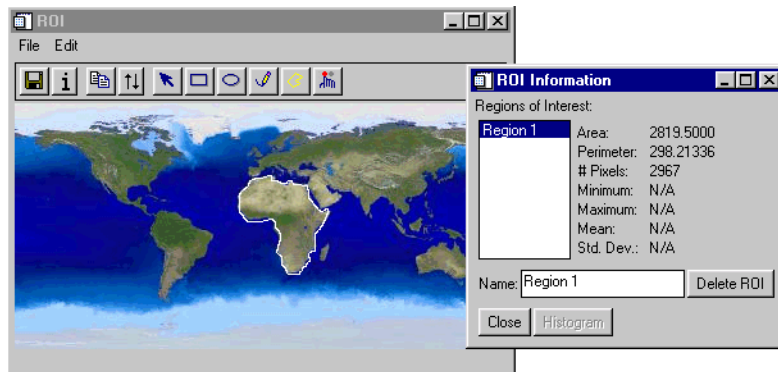 ROI
File Edit
ROI Information
Regions of Interest:
Region 1
Area: 2819.5000
Perimeter: 298.21336
# Pixels: 2967
Minimum: N/A
Maximum: N/A
Mean: N/A
Std. Dev.: N/A
Name: Region 1 Delete ROI
Close Histogram